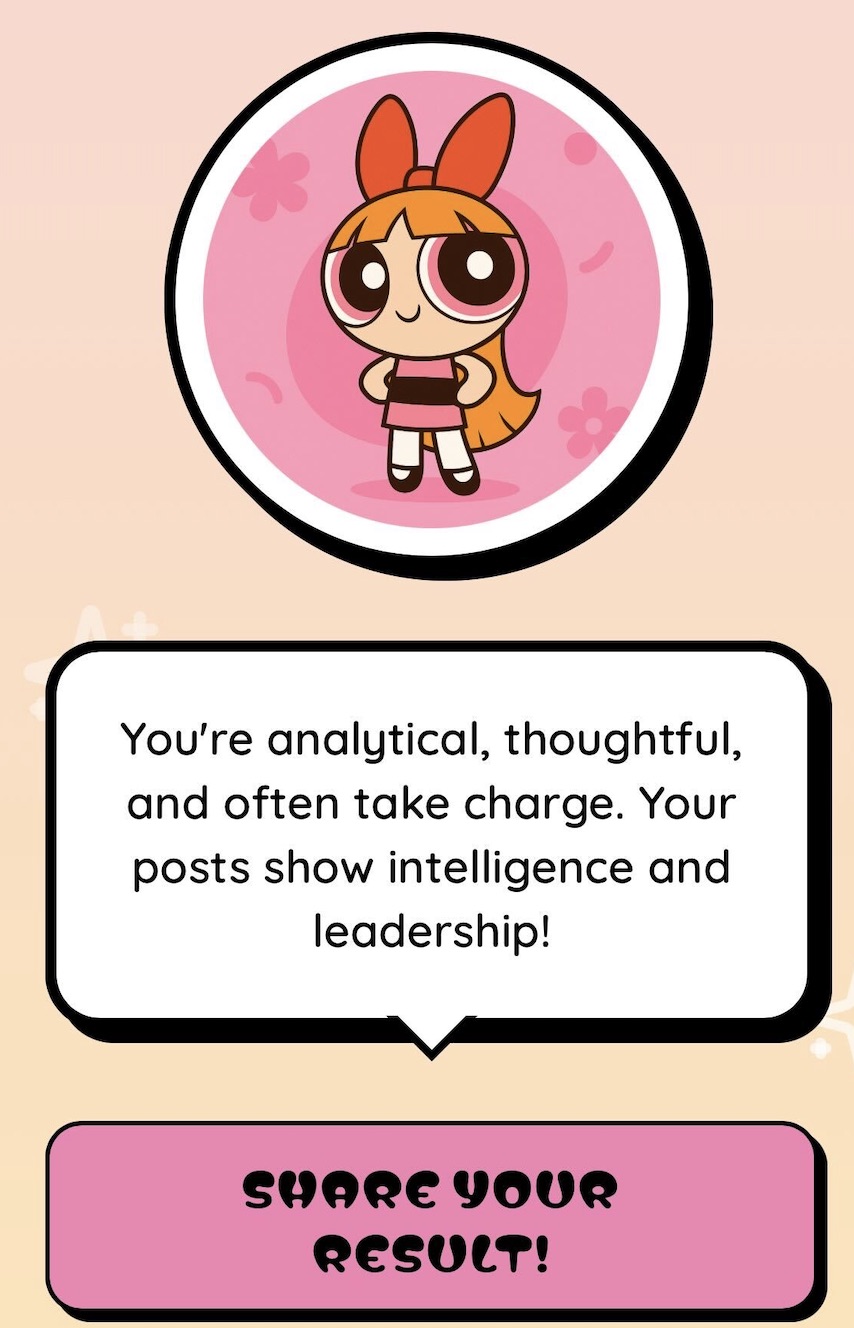 You're analytical, thoughtful,
and often take charge. Your
posts show intelligence and
leadership!
SHARE YOUR
RESULT!